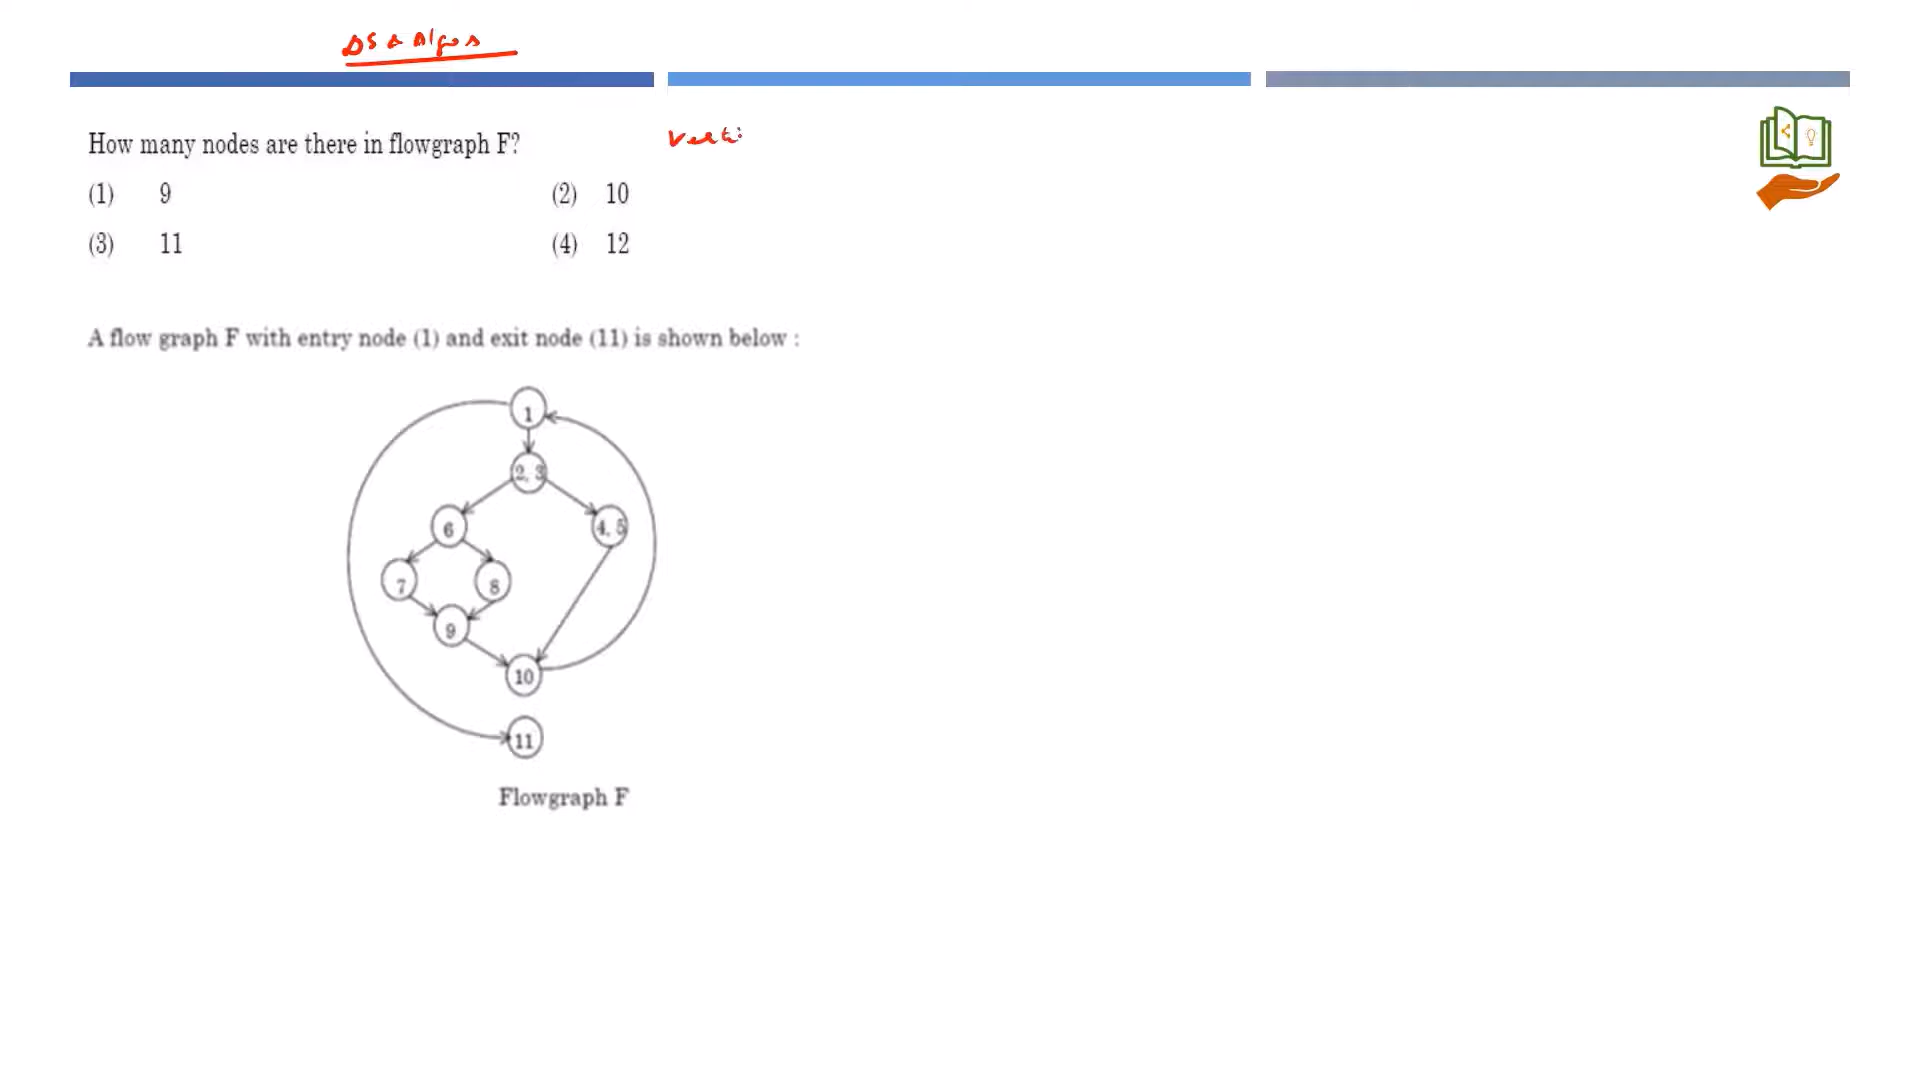 DS & Algos
How many nodes are there in flowgraph F?
Verti
(1) 9 (2) 10
(3) 11 (4) 12
A flow graph F with entry node (1) and exit node (11) is shown below :
1
2, 3
6 4, 5
7 8
9
10
11
Flowgraph F